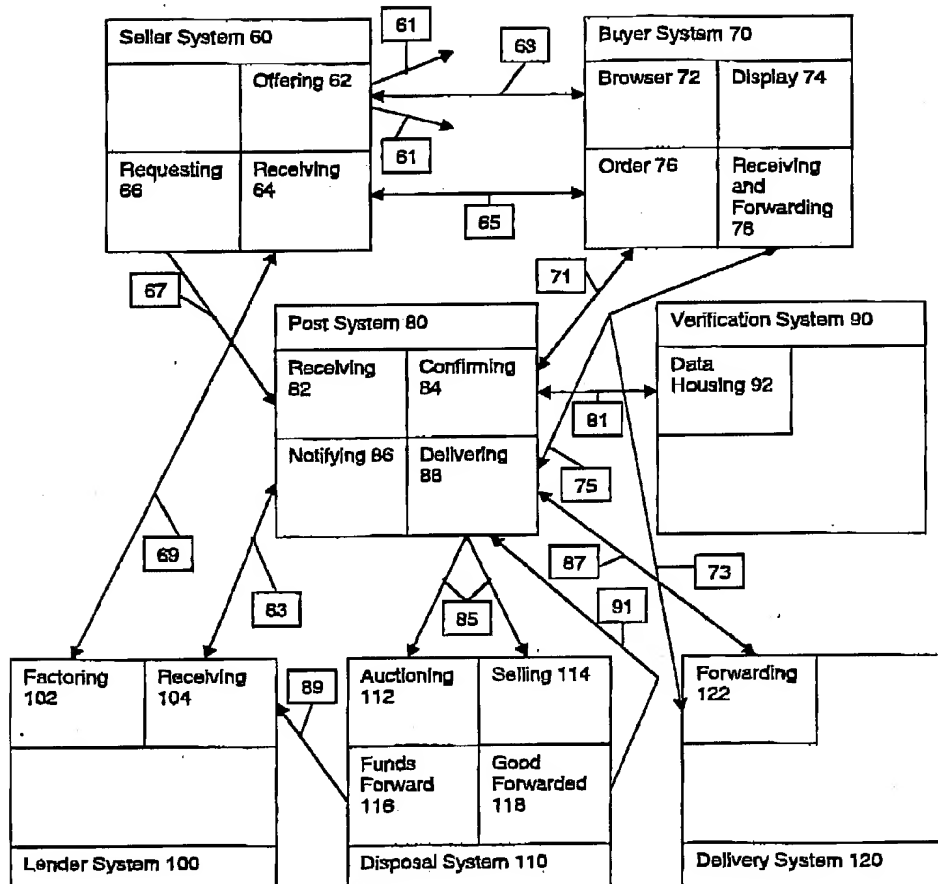 Seller System 60
61
63
Buyer System 70
Offering 62
Browser 72
Display 74
61
Requesting
66
Receiving
64
65
Order 76
Receiving
and
Forwarding
78
67
71
Post System 80
Verification System 90
Receiving
82
Confirming
84
Data
Housing 92
81
Notifying 86
Delivering
88
75
69
83
85
87
73
91
Factoring
102
Receiving
104
89
Auctioning
112
Selling 114
Forwarding
122
Funds
Forward
116
Good
Forwarded
118
Lender System 100
Disposal System 110
Delivery System 120